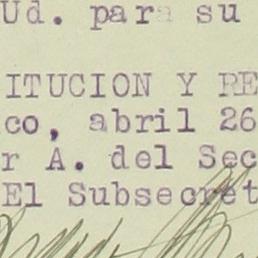 Ud. para su
ITUCION Y RE
co, abril 26
r A. del Sec
El Subsecret